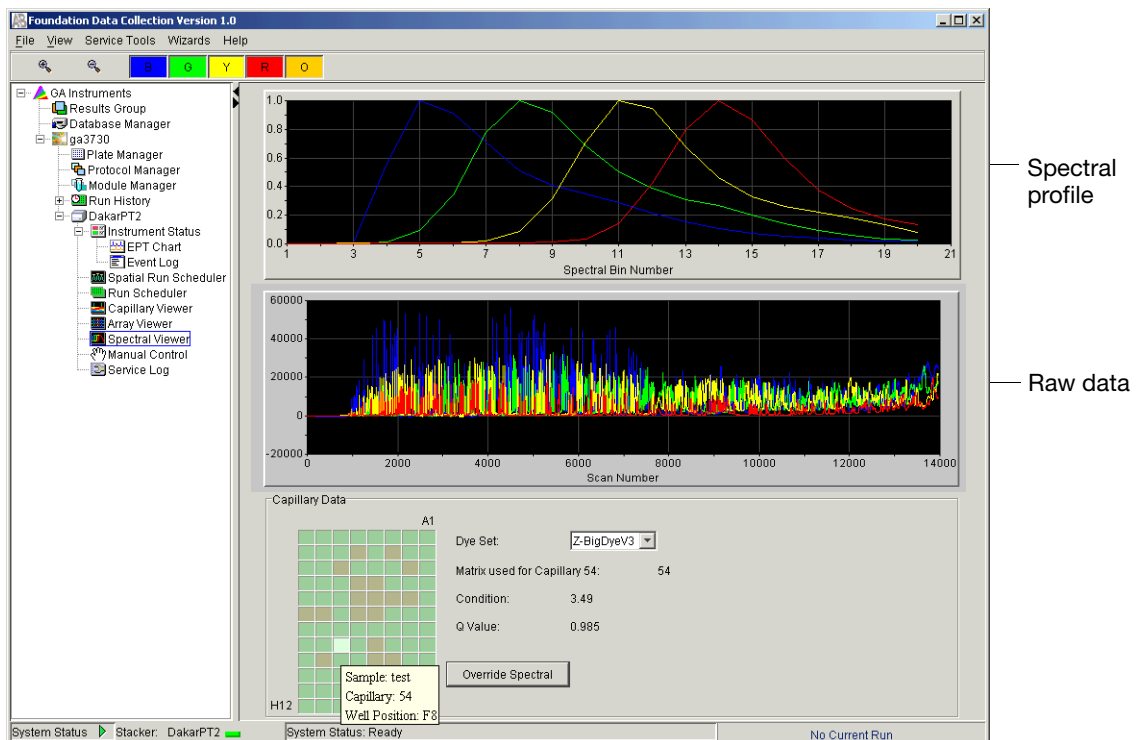 Foundation Data Collection Version 1.0
File View Service Tools Wizards Help
B G Y R O
GA Instruments
Results Group
Database Manager
ga3730
Plate Manager
Protocol Manager
Module Manager
Run History
DakarPT2
Instrument Status
EPT Chart
Event Log
Spatial Run Scheduler
Run Scheduler
Capillary Viewer
Array Viewer
Spectral Viewer
Manual Control
Service Log
1.0
0.8
0.6
0.4
0.2
0.0
1 3 5 7 9 11 13 15 17 19 21
Spectral Bin Number
Spectral
profile
60000
40000
20000
0
-20000
0 2000 4000 6000 8000 10000 12000 14000
Scan Number
Raw data
Capillary Data
A1
H12
Dye Set: Z-BigDyeV3
Matrix used for Capillary 54: 54
Condition: 3.49
Q Value: 0.985
Override Spectral
Sample: test
Capillary: 54
Well Position: F8
System Status Stacker: DakarPT2 System Status: Ready No Current Run